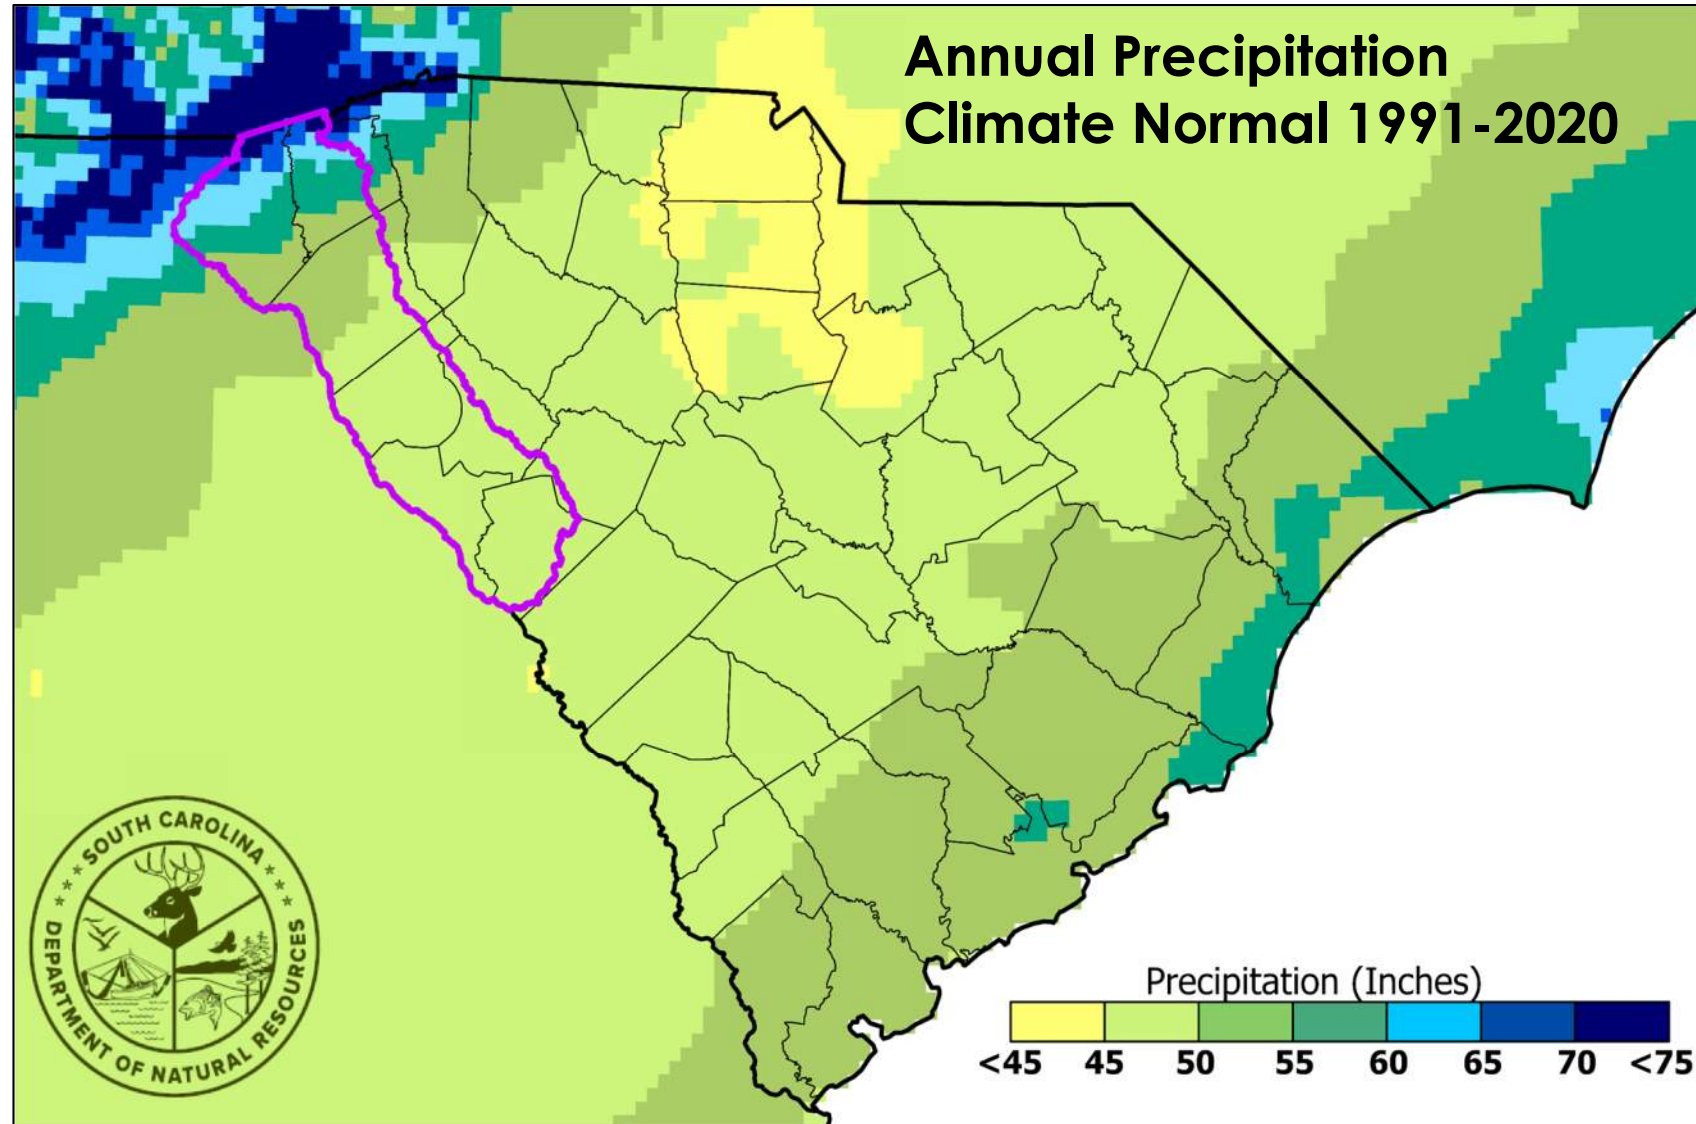 Annual Precipitation
Climate Normal 1991-2020
SOUTH CAROLINA
DEPARTMENT OF NATURAL RESOURCES
Precipitation (Inches)
<45 45 50 55 60 65 70 <75